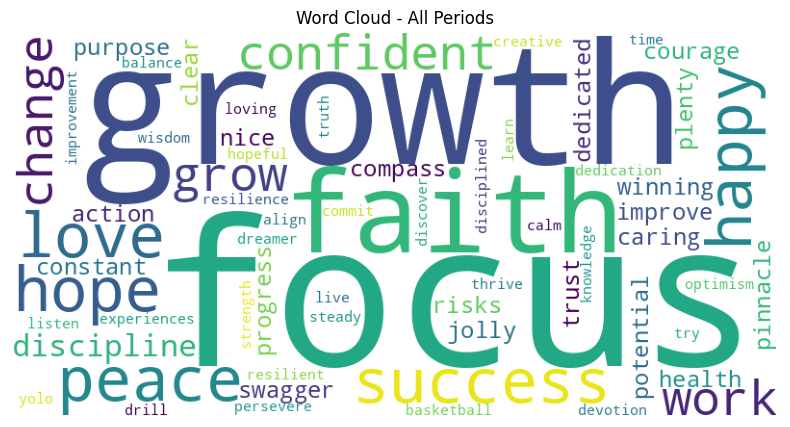 Word Cloud - All Periods
change
purpose
balance
improvement
clear
confident
creative
dedicated
time
courage
plenty
happy
growth
loving
truth
wisdom
nice
hopeful
learn
disciplined
grow
compass
dedication
resilience
faith
winning
improve
caring
action
love
align
commit
discover
calm
dreamer
constant
hope
focus
trust
knowledge
potential
optimism
pinnacle
progress
strength
live
steady
thrive
risks
jolly
try
listen
experiences
discipline
peace
resilient
swagger
success
health
work
yolo
drill
persevere
basketball
devotion